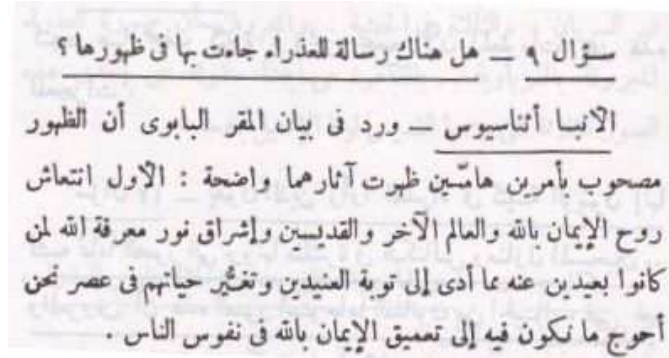 سؤال ٩ — هل هناك رسالة للعذراء جاءت بها فى ظهورها ؟
الانبا أثناسيوس — ورد فى بيان المقر البابوى أن الظهور
مصحوب بأمرين هامّين ظهرت آثارهما واضحة : الأول انتعاش
روح الإيمان بالله والعالم الآخر والقديسين وإشراق نور معرفة الله لمن
كانوا بعيدين عنه مما أدى إلى توبة العنيدين وتغيُّر حياتهم فى عصر نحن
أحوج ما نكون فيه إلى تعميق الإيمان بالله فى نفوس الناس .